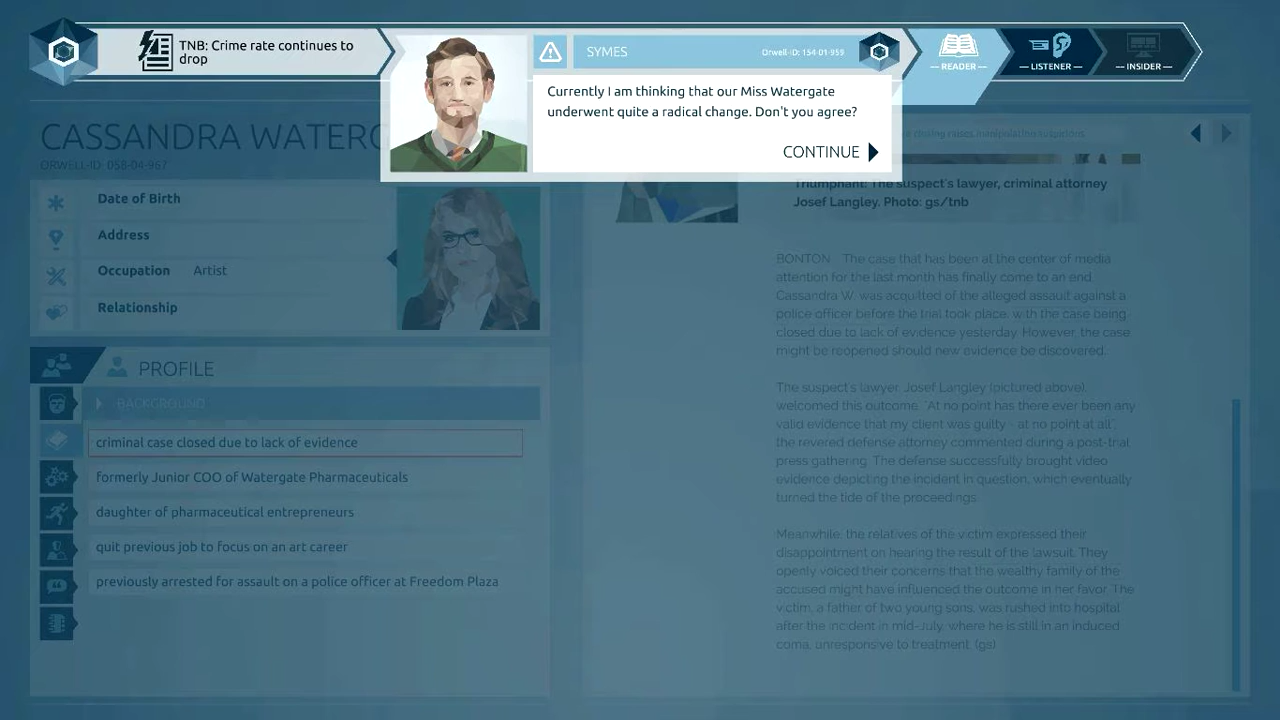 TNB: Crime rate continues to
drop
SYMES
Orwell-ID: 154-01-959
Currently I am thinking that our Miss Watergate
underwent quite a radical change. Don't you agree?
CONTINUE
— READER —
— LISTENER —
— INSIDER —
CASSANDRA WATERG
ORWELL-ID: 058-04-957
Date of Birth
Address
Occupation Artist
Relationship
PROFILE
BACKGROUND
criminal case closed due to lack of evidence
formerly Junior COO of Watergate Pharmaceuticals
daughter of pharmaceutical entrepreneurs
quit previous job to focus on an art career
previously arrested for assault on a police officer at Freedom Plaza
closing raises manipulation suspicions
Triumphant: The suspect's lawyer, criminal attorney
Josef Langley. Photo: gs/tnb
BONTON The case that has been at the center of media
attention for the last month has finally come to an end.
Cassandra W. was acquitted of the alleged assault against a
police officer before the trial took place, with the case being
closed due to lack of evidence yesterday. However, the case
might be reopened should new evidence be discovered.
The suspect's lawyer, Josef Langley (pictured above),
welcomed this outcome. "At no point has there ever been any
valid evidence that my client was guilty - at no point at all",
the revered defense attorney commented during a post-trial
press gathering. The defense successfully brought video
evidence depicting the incident in question, which eventually
turned the tide of the proceedings.
Meanwhile, the relatives of the victim expressed their
disappointment on hearing the result of the lawsuit. They
openly voiced their concerns that the wealthy family of the
accused might have influenced the outcome in her favor. The
victim, a father of two young sons, was rushed into hospital
after the incident in mid-July, where he is still in an induced
coma, unresponsive to treatment. (gs)